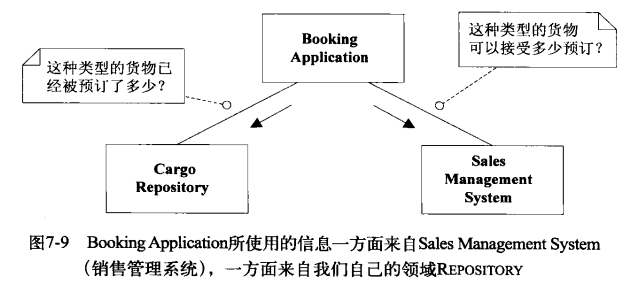 Booking
Application
这种类型的货物已
经被预订了多少？
这种类型的货物
可以接受多少预订？
Cargo
Repository
Sales
Management
System
图7-9 Booking Application所使用的信息一方面来自Sales Management System
（销售管理系统），一方面来自我们自己的领域REPOSITORY